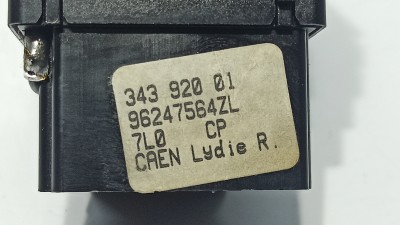 343 920 01
96247564ZL
7L0 CP
CAEN Lydie R.